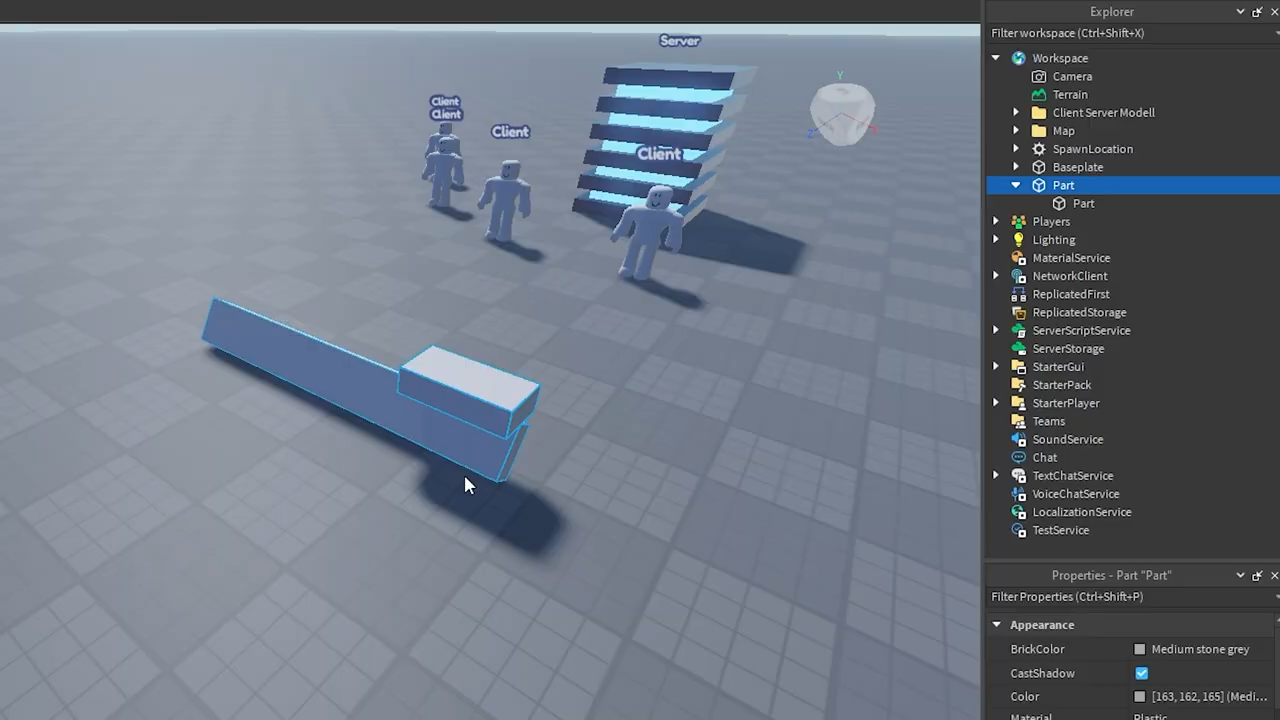 Server
Client
Client
Client
Client
Y
Z
Explorer
Filter workspace (Ctrl+Shift+X)
Workspace
Camera
Terrain
Client Server Modell
Map
SpawnLocation
Baseplate
Part
Part
Players
Lighting
MaterialService
NetworkClient
ReplicatedFirst
ReplicatedStorage
ServerScriptService
ServerStorage
StarterGui
StarterPack
StarterPlayer
Teams
SoundService
Chat
TextChatService
VoiceChatService
LocalizationService
TestService
Properties - Part "Part"
Filter Properties (Ctrl+Shift+P)
Appearance
BrickColor Medium stone grey
CastShadow
Color [163, 162, 165] (Medi...
Material Plastic